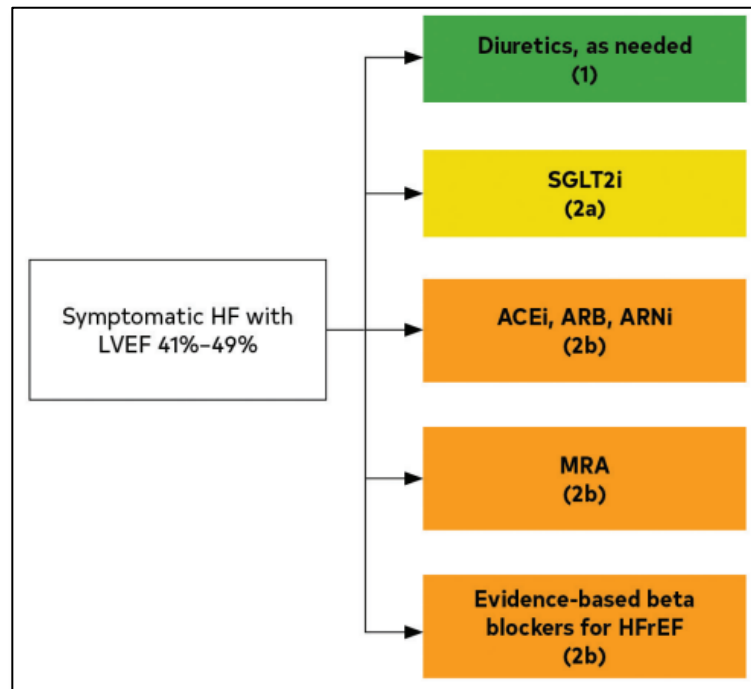 Diuretics, as needed
(1)
SGLT2i
(2a)
Symptomatic HF with
LVEF 41%–49%
ACEi, ARB, ARNi
(2b)
MRA
(2b)
Evidence-based beta
blockers for HFrEF
(2b)